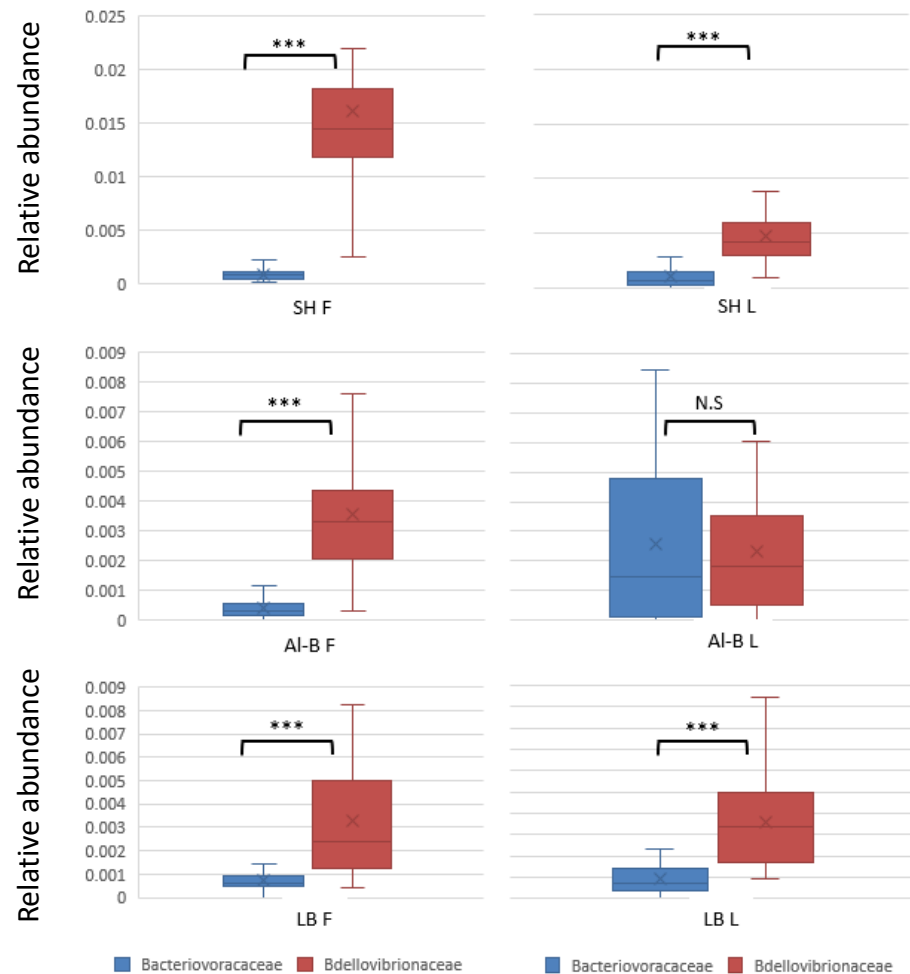 Relative abundance
0.025
0.02
0.015
0.01
0.005
0
***
SH F
***
SH L
Relative abundance
0.009
0.008
0.007
0.006
0.005
0.004
0.003
0.002
0.001
0
***
Al-B F
N.S
Al-B L
Relative abundance
0.009
0.008
0.007
0.006
0.005
0.004
0.003
0.002
0.001
0
***
LB F
***
LB L
Bacteriovoracaceae Bdellovibrionaceae
Bacteriovoracaceae Bdellovibrionaceae